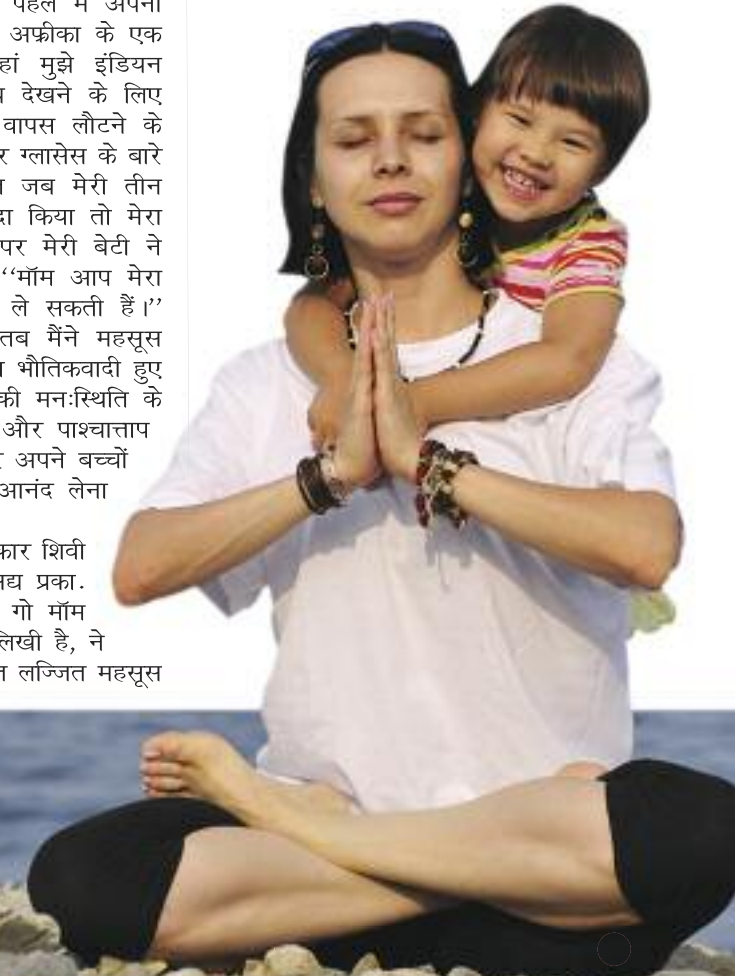 पहले मैं अपनी
अफ्रीका के एक
मुझे इंडियन
देखने के लिए
वापस लौटने के
ग्लासेस के बारे
जब मेरी तीन
किया तो मेरा
पर मेरी बेटी ने
“मॉम आप मेरा
ले सकती हैं।”
तब मैंने महसूस
भौतिकवादी हुए
की मनःस्थिति के
और पाश्चात्ताप
अपने बच्चों
आनंद लेना
शिवी
प्रका.
गो मॉम
है, ने
लज्जित महसूस